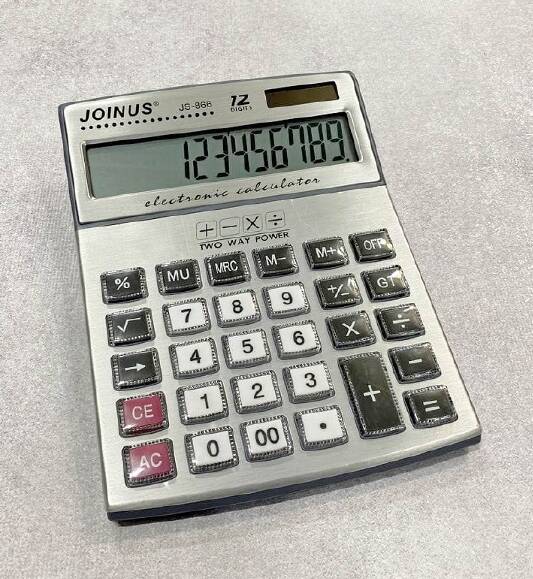 JOINUS® JS-866 12 DIGITS
123456789.
electronic calculator
+ − × ÷
TWO WAY POWER
% MU MRC M− M+ OFF
√ 7 8 9 +/− GT
→ 4 5 6 × ÷
CE 1 2 3 + −
AC 0 00 • =